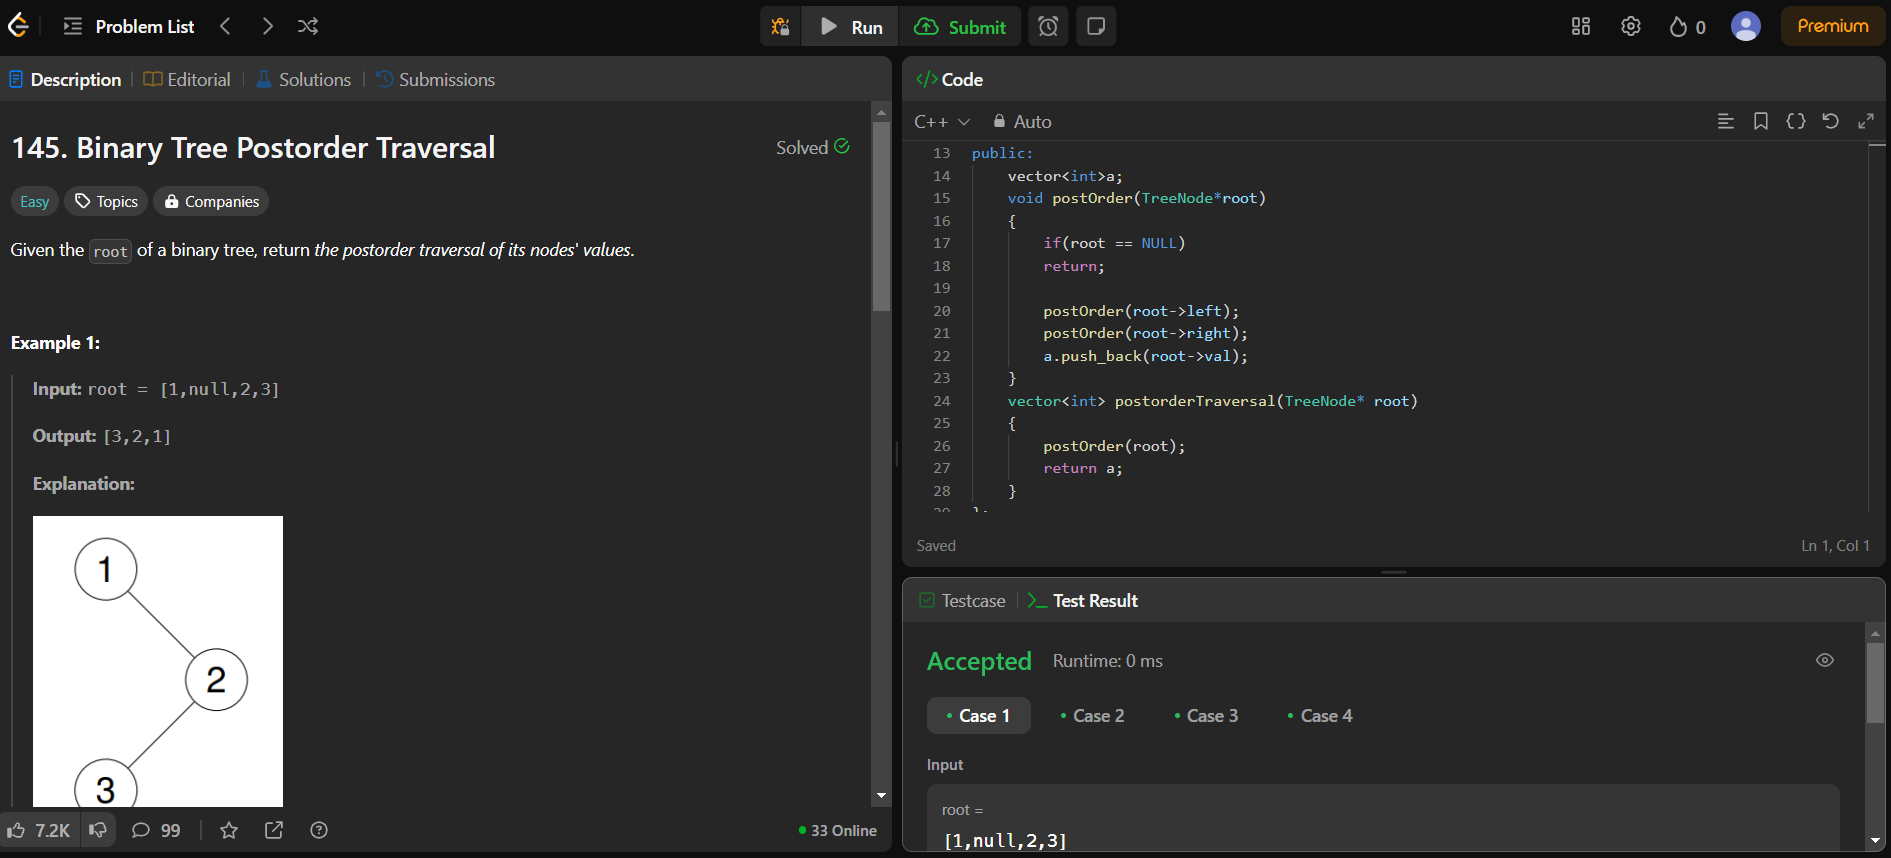 Problem List
Run
Submit
0
Premium
Description
Editorial
Solutions
Submissions
145. Binary Tree Postorder Traversal
Solved
Easy
Topics
Companies
Given the root of a binary tree, return the postorder traversal of its nodes' values.
Example 1:
Input: root = [1,null,2,3]
Output: [3,2,1]
Explanation:
1
2
3
7.2K
99
33 Online
</> Code
C++
Auto
13 public:
14 vector<int>a;
15 void postOrder(TreeNode*root)
16 {
17 if(root == NULL)
18 return;
19
20 postOrder(root->left);
21 postOrder(root->right);
22 a.push_back(root->val);
23 }
24 vector<int> postorderTraversal(TreeNode* root)
25 {
26 postOrder(root);
27 return a;
28 }
Saved
Ln 1, Col 1
Testcase
>_ Test Result
Accepted
Runtime: 0 ms
Case 1
Case 2
Case 3
Case 4
Input
root =
[1,null,2,3]